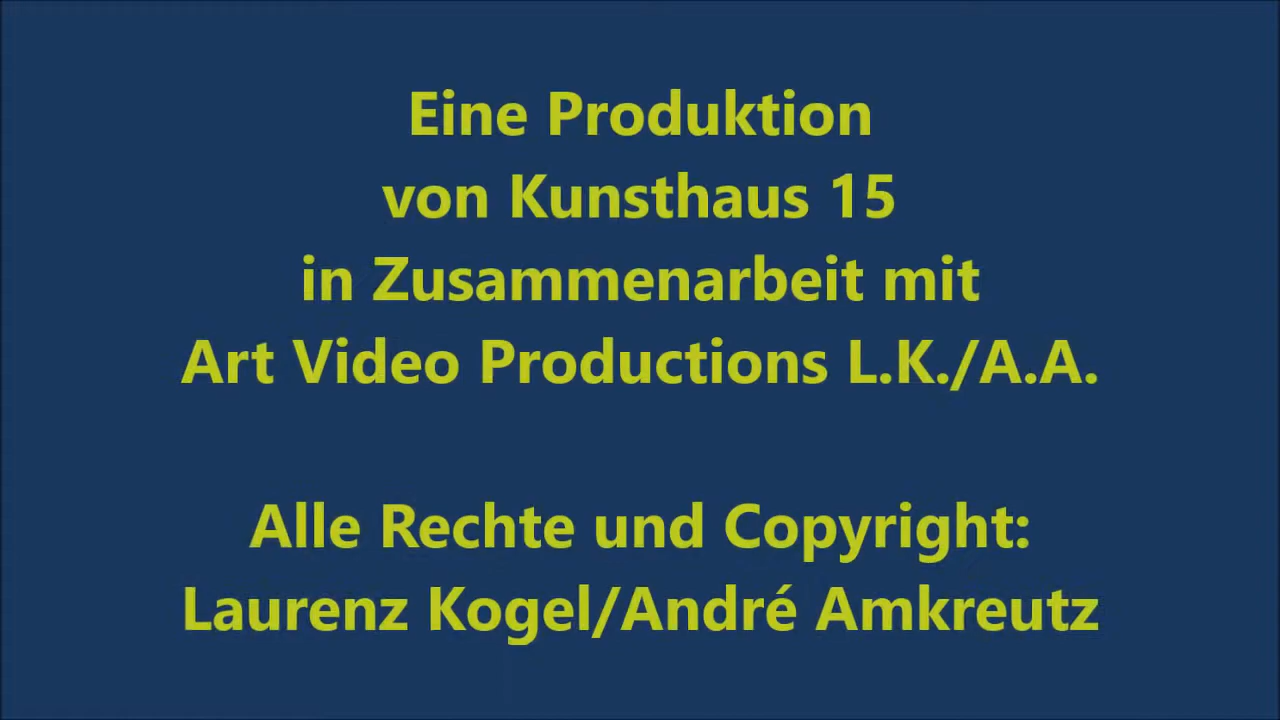 Eine Produktion
von Kunsthaus 15
in Zusammenarbeit mit
Art Video Productions L.K./A.A.
Alle Rechte und Copyright:
Laurenz Kogel/André Amkreutz